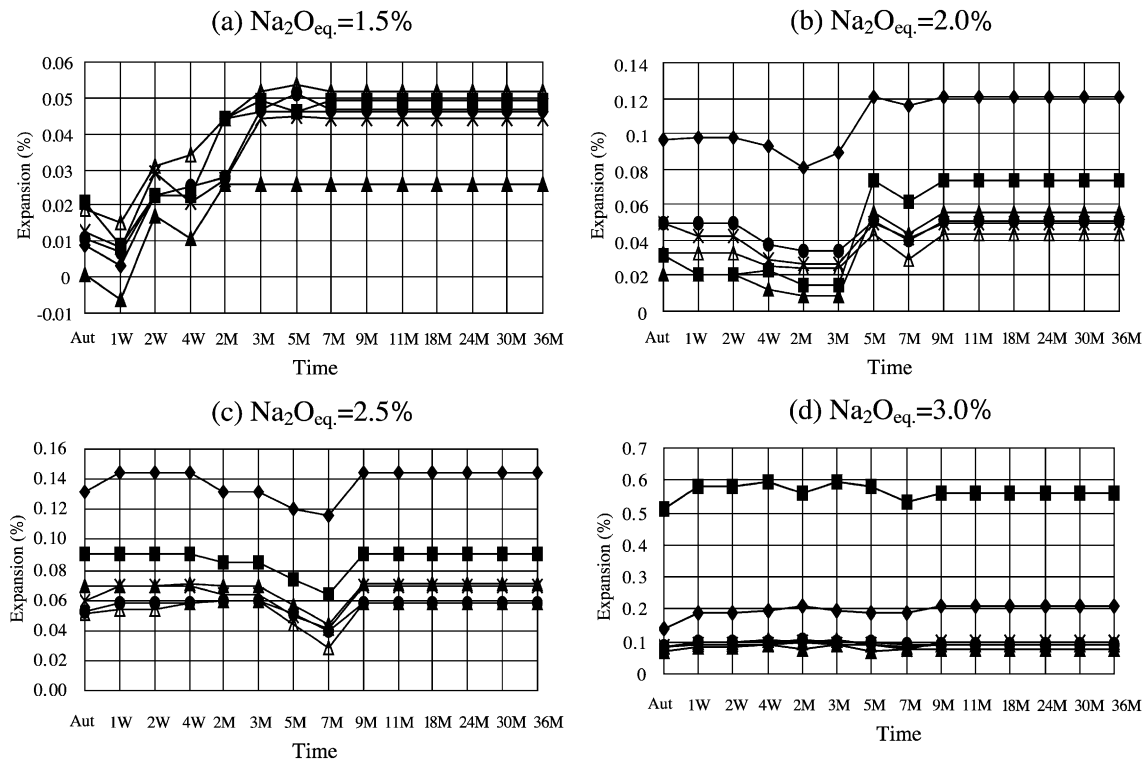 (a) Na₂Oeq.=1.5%
0.06
0.05
0.04
0.03
0.02
0.01
0
-0.01
Expansion (%)
Aut 1W 2W 4W 2M 3M 5M 7M 9M 11M 18M 24M 30M 36M
Time
(b) Na₂Oeq.=2.0%
0.14
0.12
0.1
0.08
0.06
0.04
0.02
0
Expansion (%)
Aut 1W 2W 4W 2M 3M 5M 7M 9M 11M 18M 24M 30M 36M
Time
(c) Na₂Oeq.=2.5%
0.16
0.14
0.12
0.10
0.08
0.06
0.04
0.02
0.00
Expansion (%)
Aut 1W 2W 4W 2M 3M 5M 7M 9M 11M 18M 24M 30M 36M
Time
(d) Na₂Oeq.=3.0%
0.7
0.6
0.5
0.4
0.3
0.2
0.1
0
Expansion (%)
Aut 1W 2W 4W 2M 3M 5M 7M 9M 11M 18M 24M 30M 36M
Time